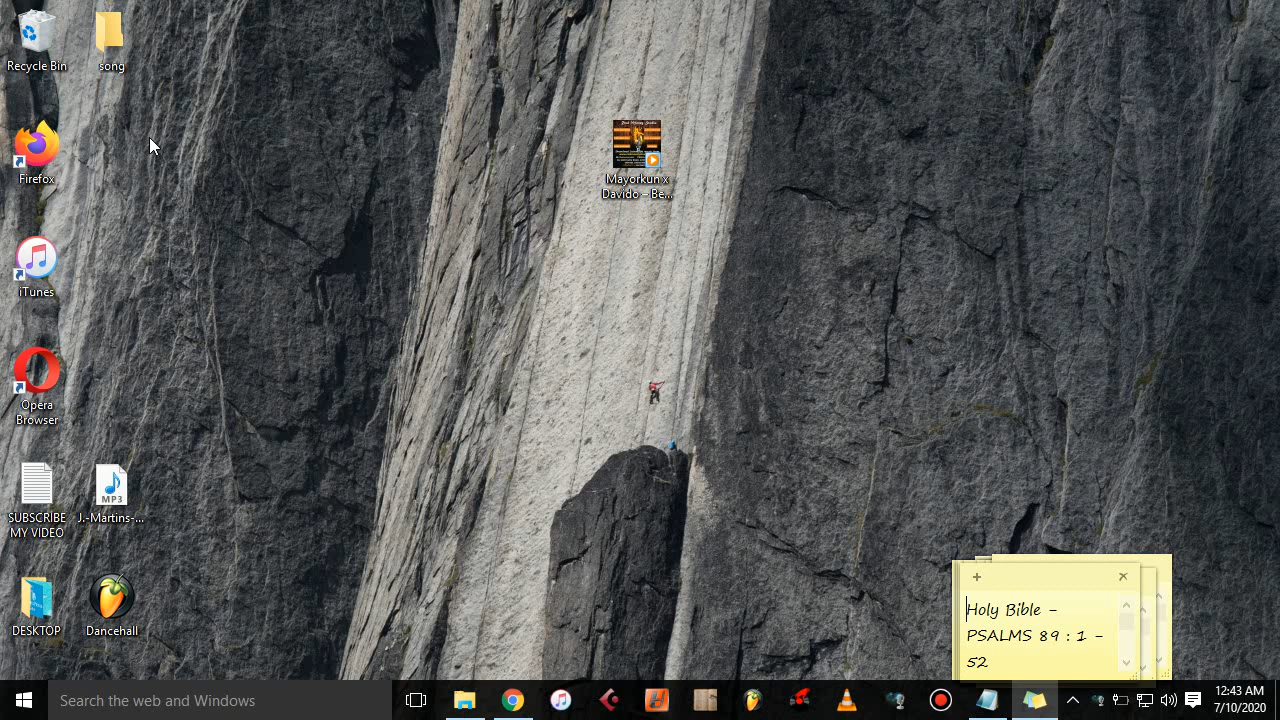 Recycle Bin
song
Firefox
iTunes
Opera
Browser
SUBSCRIBE
MY VIDEO
MP3
J.-Martins-...
DESKTOP
Dancehall
Mayorkun x
Davido – Be...
+
Holy Bible -
PSALMS 89 : 1 -
52
Search the web and Windows
12:43 AM
7/10/2020